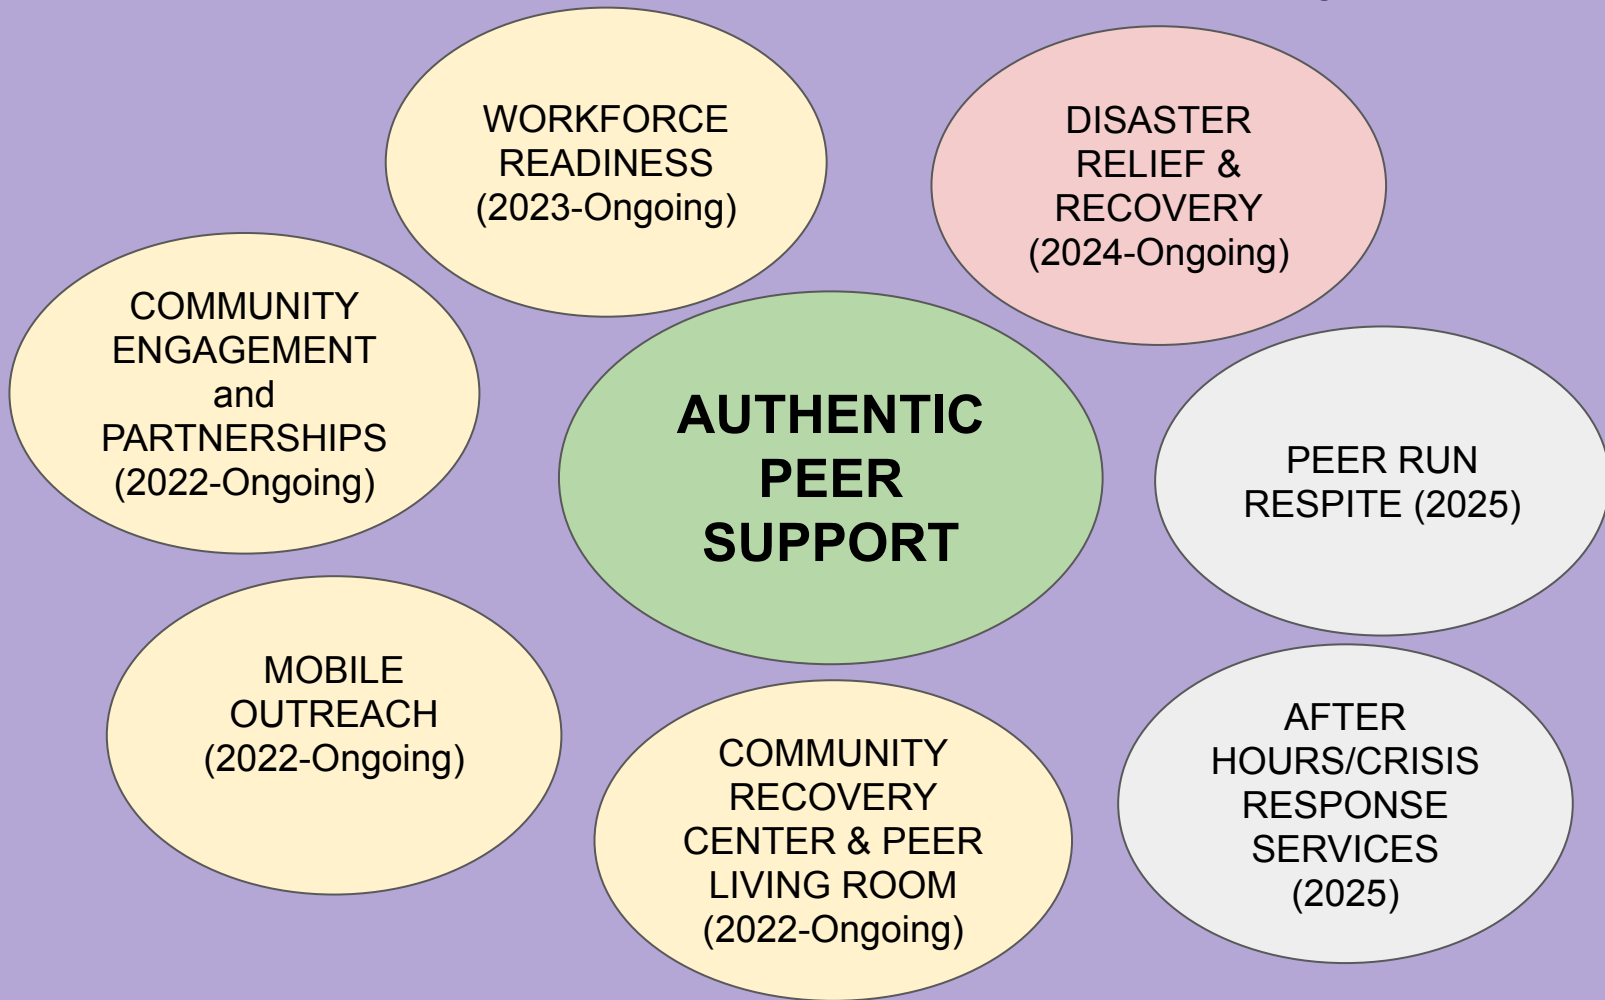 WORKFORCE
READINESS
(2023-Ongoing)
DISASTER
RELIEF &
RECOVERY
(2024-Ongoing)
COMMUNITY
ENGAGEMENT
and
PARTNERSHIPS
(2022-Ongoing)
AUTHENTIC
PEER
SUPPORT
PEER RUN
RESPITE (2025)
MOBILE
OUTREACH
(2022-Ongoing)
COMMUNITY
RECOVERY
CENTER & PEER
LIVING ROOM
(2022-Ongoing)
AFTER
HOURS/CRISIS
RESPONSE
SERVICES
(2025)